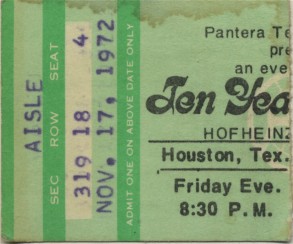 AISLE
SEC ROW SEAT
319 18 4
NOV. 17, 1972
ADMIT ONE ON ABOVE DATE ONLY
Pantera Te
pre
an eve
Ten Yea
HOFHEINZ
Houston, Tex.
Friday Eve.
8:30 P.M.